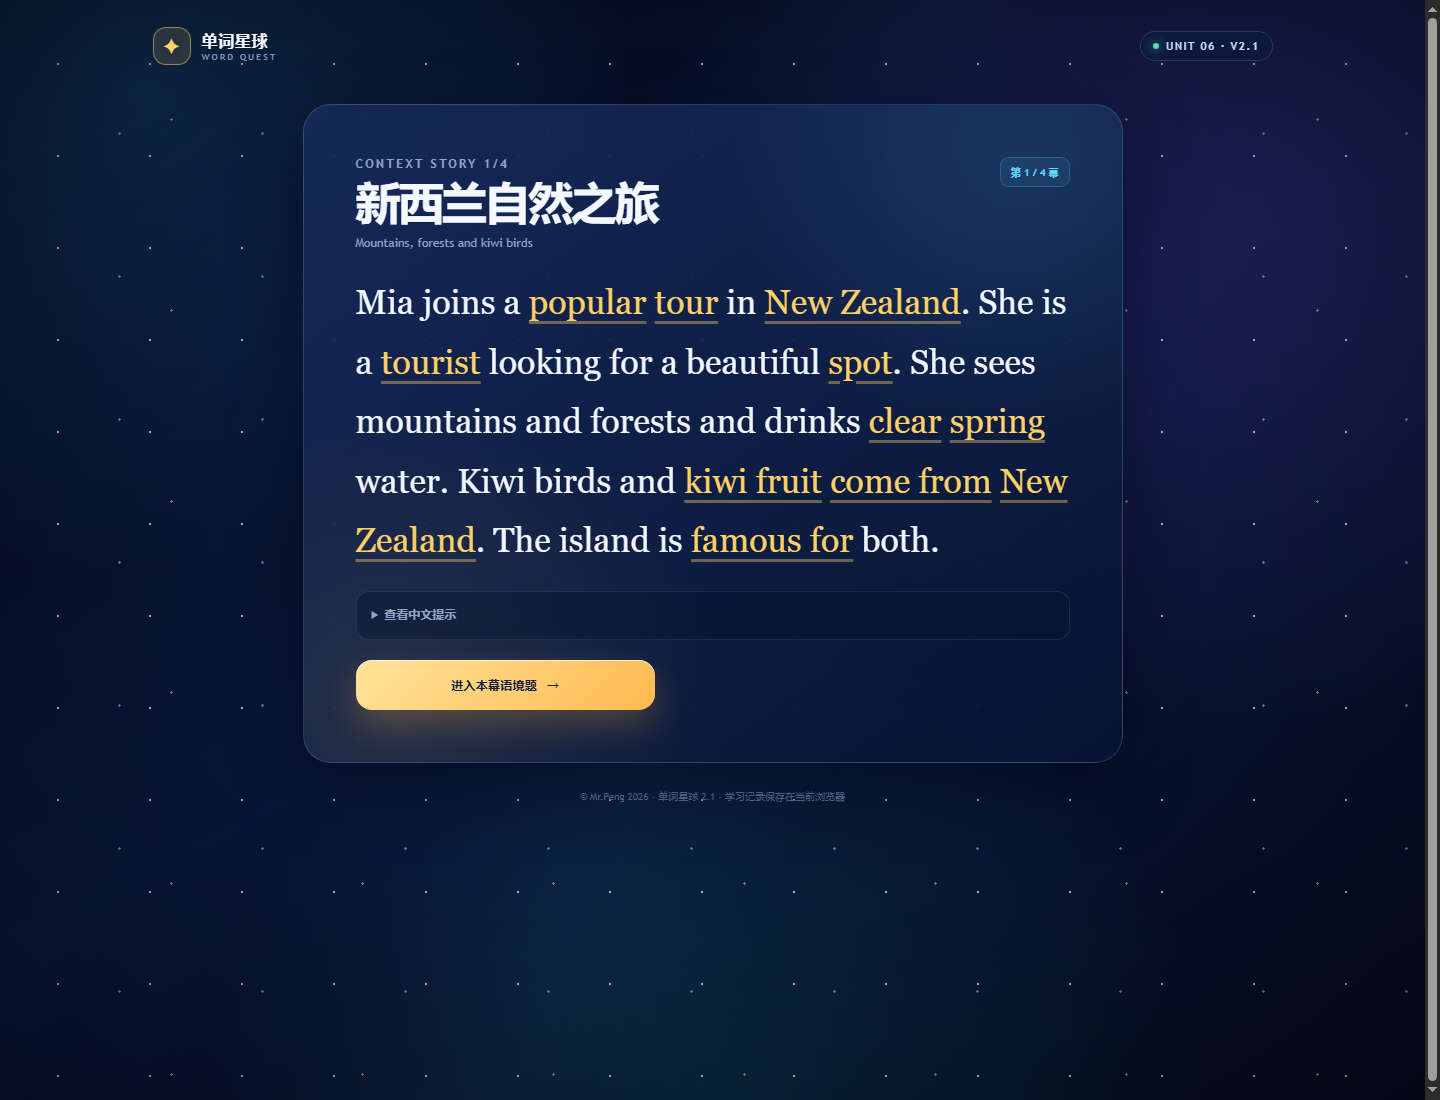 单词星球
WORD QUEST
UNIT 06 · V2.1
CONTEXT STORY 1/4
第 1 / 4 幕
新西兰自然之旅
Mountains, forests and kiwi birds
Mia joins a popular tour in New Zealand. She is
a tourist looking for a beautiful spot. She sees
mountains and forests and drinks clear spring
water. Kiwi birds and kiwi fruit come from New
Zealand. The island is famous for both.
▶ 查看中文提示
进入本幕语境题 →
© Mr.Peng 2026 · 单词星球 2.1 · 学习记录保存在当前浏览器